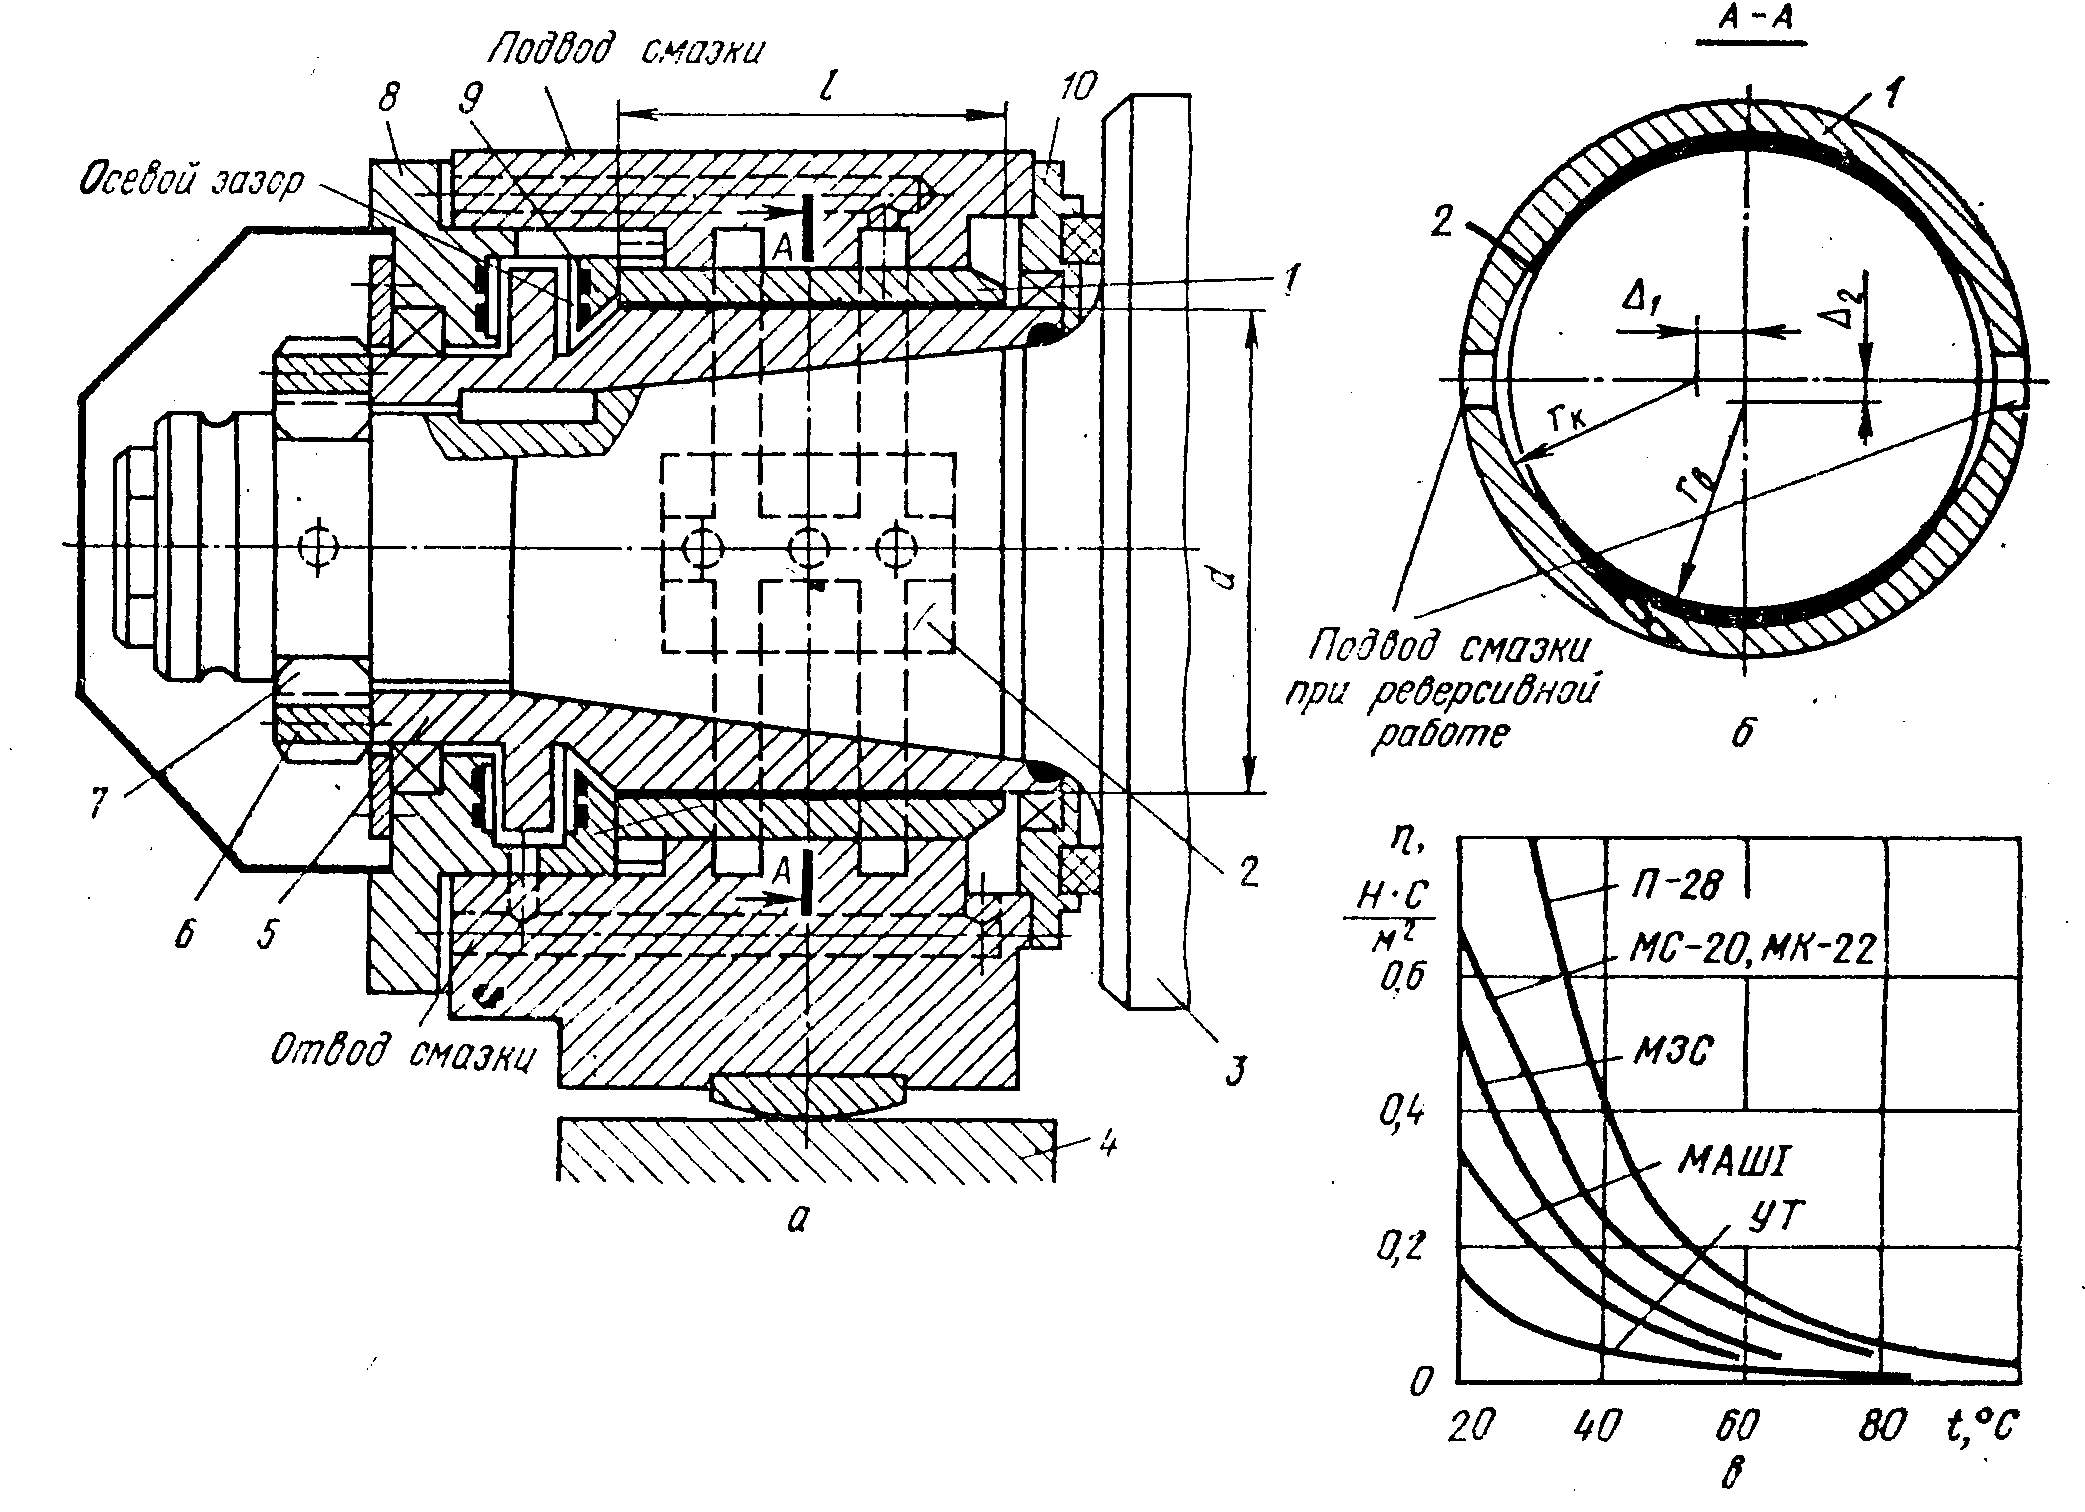 Подвод смазки
8
9
l
10
Осевой зазор
А
1
d
7
6
5
А
2
Отвод смазки
3
4
а
А-А
1
2
Δ₁
Δ₂
rк
rв
Подвод смазки
при реверсивной
работе
б
η,
Н·С
м²
П-28
МС-20, МК-22
0,6
МЗС
0,4
МАШ1
УТ
0,2
0
20 40 60 80 t,°С
в